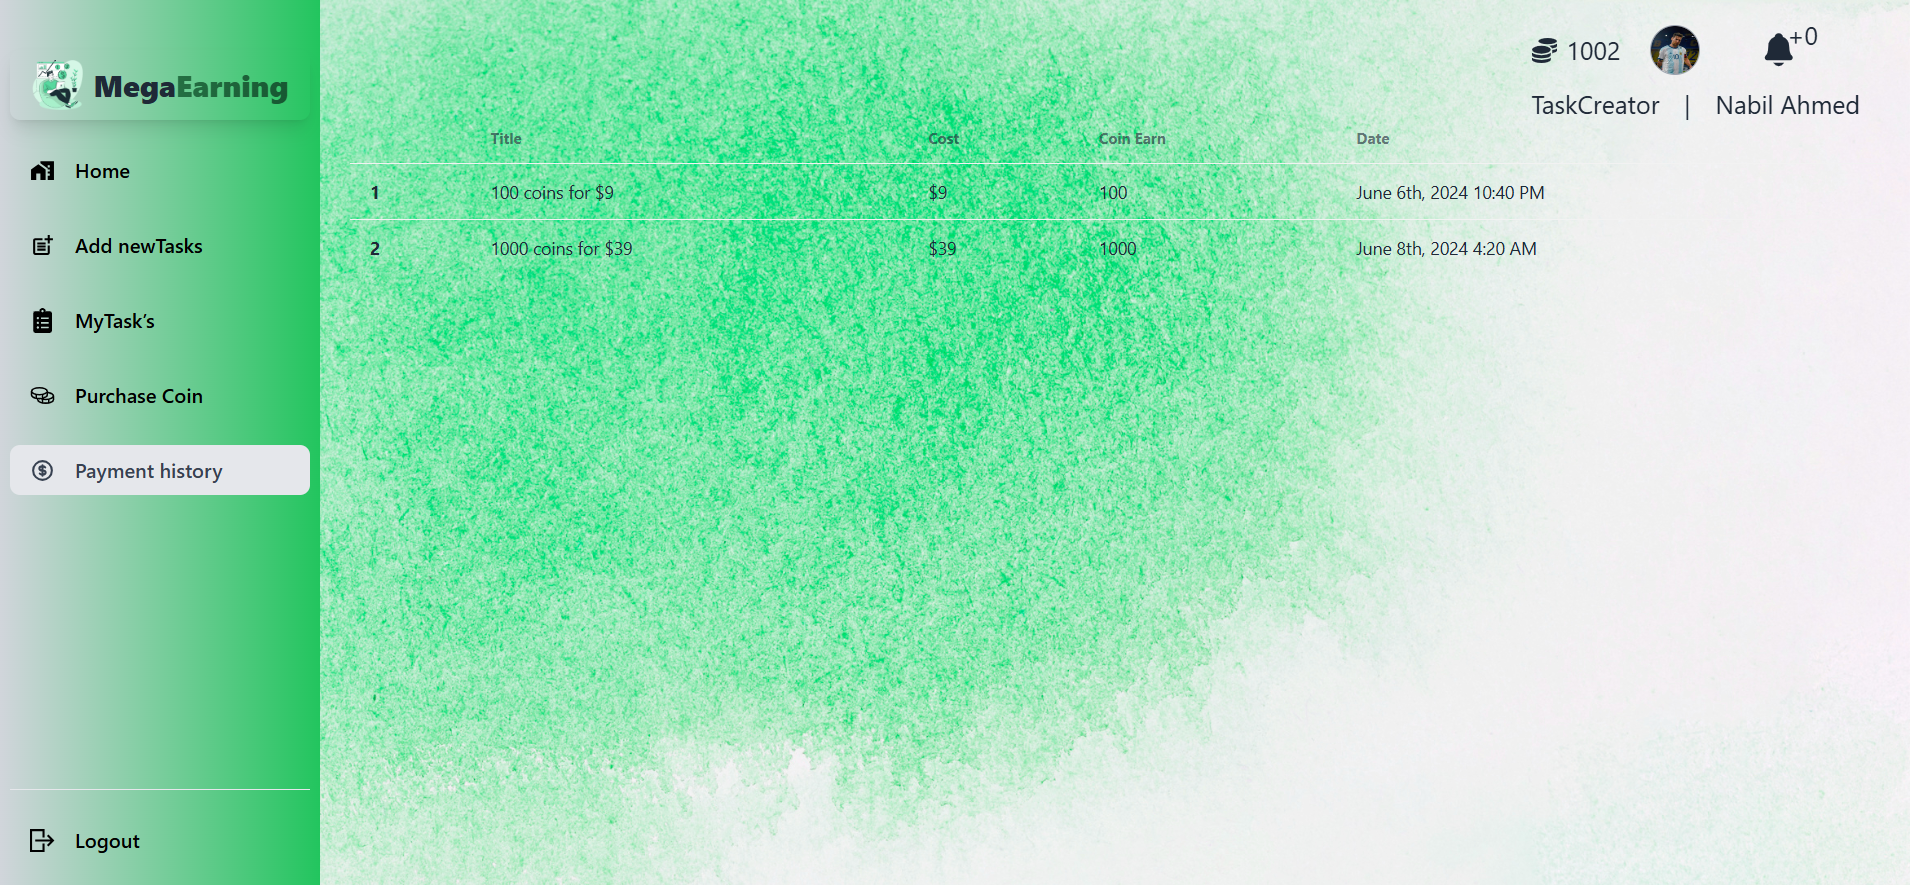 MegaEarning
Home
Add newTasks
MyTask's
Purchase Coin
Payment history
Logout
1002
+0
TaskCreator | Nabil Ahmed
Title Cost Coin Earn Date
1 100 coins for $9 $9 100 June 6th, 2024 10:40 PM
2 1000 coins for $39 $39 1000 June 8th, 2024 4:20 AM